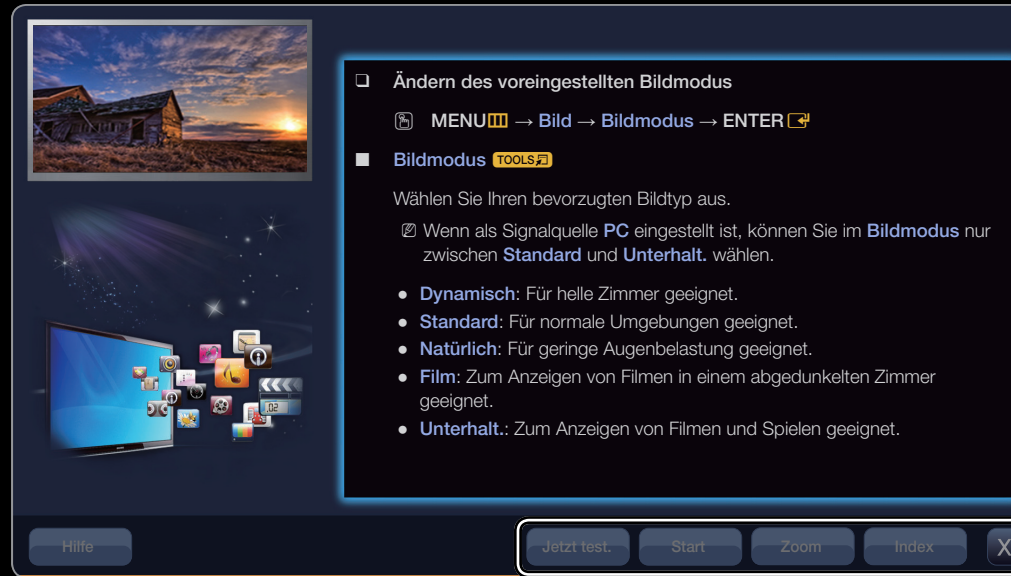 ❑ Ändern des voreingestellten Bildmodus
MENU → Bild → Bildmodus → ENTER
■ Bildmodus TOOLS
Wählen Sie Ihren bevorzugten Bildtyp aus.
Wenn als Signalquelle PC eingestellt ist, können Sie im Bildmodus nur
zwischen Standard und Unterhalt. wählen.
● Dynamisch: Für helle Zimmer geeignet.
● Standard: Für normale Umgebungen geeignet.
● Natürlich: Für geringe Augenbelastung geeignet.
● Film: Zum Anzeigen von Filmen in einem abgedunkelten Zimmer
geeignet.
● Unterhalt.: Zum Anzeigen von Filmen und Spielen geeignet.
Hilfe
Jetzt test.
Start
Zoom
Index
X